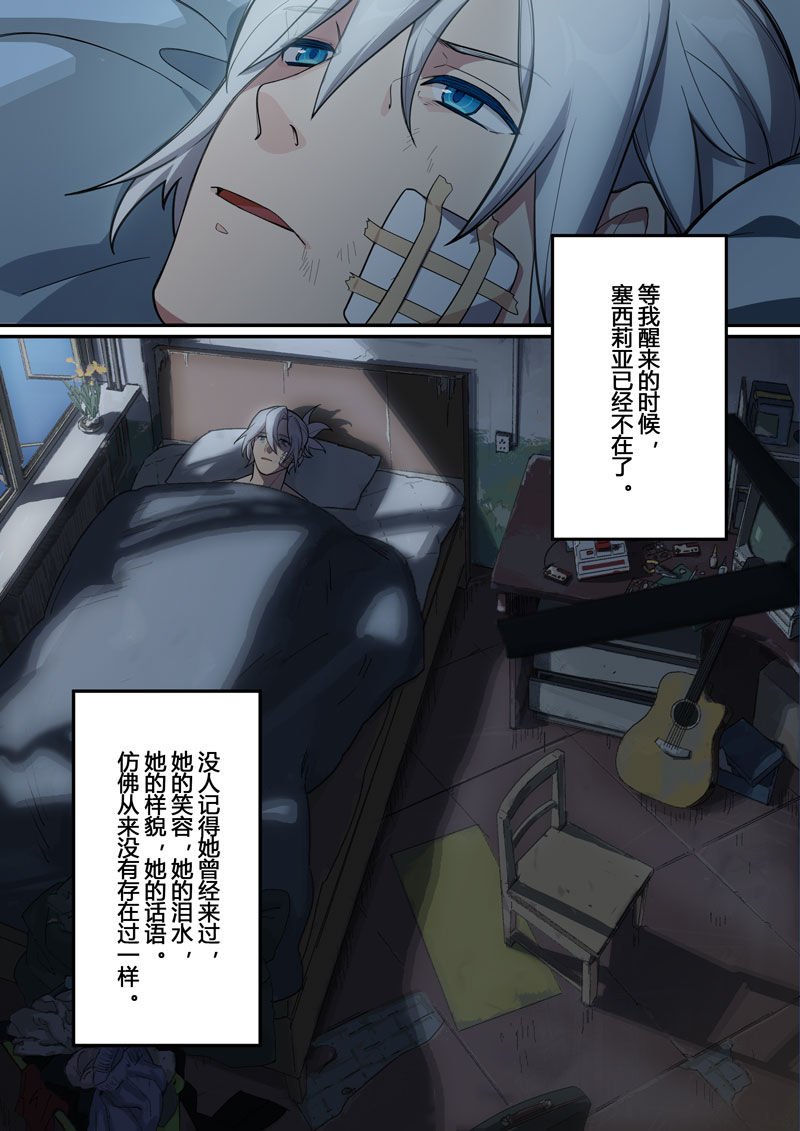 等我醒来的时候，
塞西莉亚已经不在了。
没人记得她曾经来过，
她的笑容，她的泪水，
她的样貌，她的话语。
仿佛从来没有存在过一样。